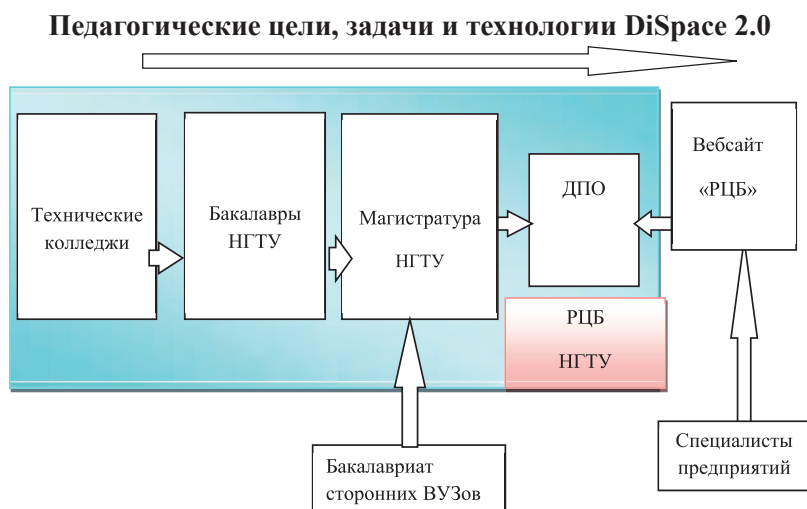 Педагогические цели, задачи и технологии DiSpace 2.0
Технические
колледжи
Бакалавры
НГТУ
Магистратура
НГТУ
ДПО
РЦБ
НГТУ
Вебсайт
«РЦБ»
Бакалавриат
сторонних ВУЗов
Специалисты
предприятий